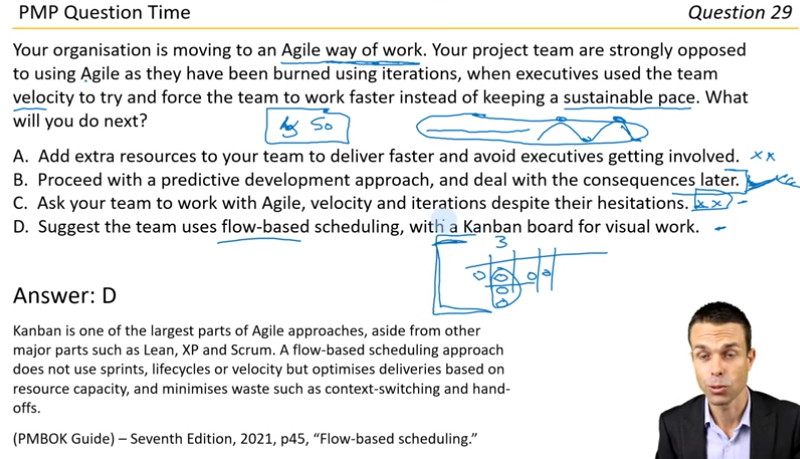 PMP Question Time
Question 29
Your organisation is moving to an Agile way of work. Your project team are strongly opposed
to using Agile as they have been burned using iterations, when executives used the team
velocity to try and force the team to work faster instead of keeping a sustainable pace. What
will you do next?
50
A. Add extra resources to your team to deliver faster and avoid executives getting involved. xx
B. Proceed with a predictive development approach, and deal with the consequences later.
C. Ask your team to work with Agile, velocity and iterations despite their hesitations. xx
D. Suggest the team uses flow-based scheduling, with a Kanban board for visual work.
3
Answer: D
Kanban is one of the largest parts of Agile approaches, aside from other
major parts such as Lean, XP and Scrum. A flow-based scheduling approach
does not use sprints, lifecycles or velocity but optimises deliveries based on
resource capacity, and minimises waste such as context-switching and hand-
offs.
(PMBOK Guide) – Seventh Edition, 2021, p45, “Flow-based scheduling.”